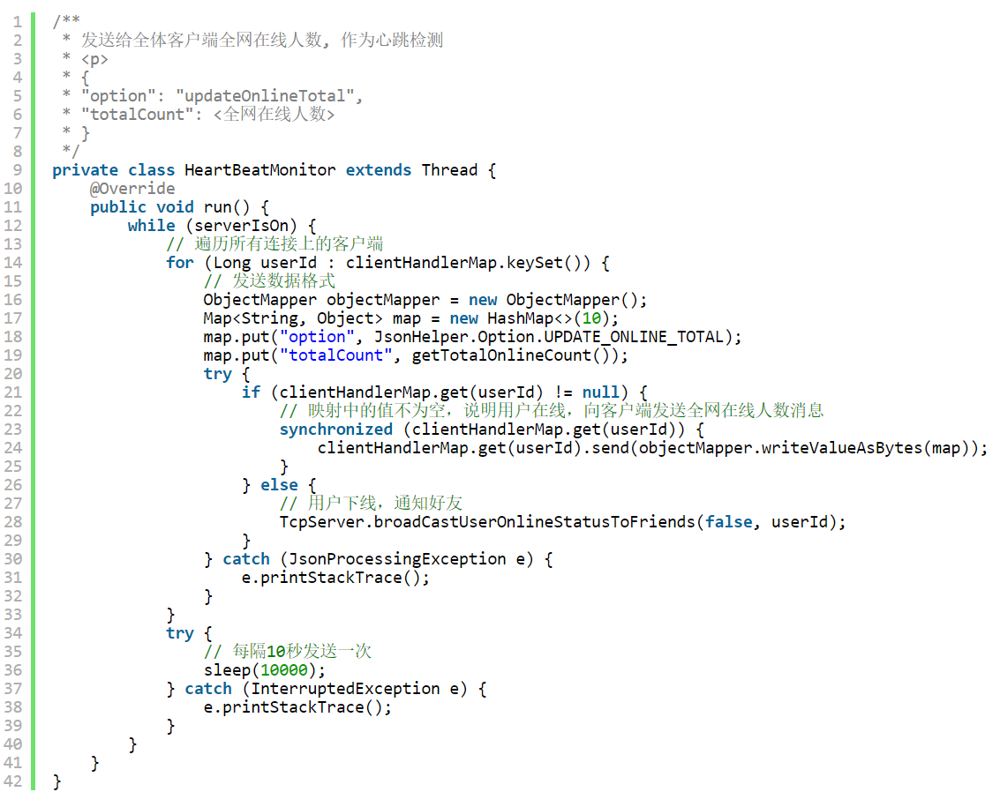 1 /**
2  * 发送给全体客户端全网在线人数, 作为心跳检测
3  * <p>
4  * {
5  * "option": "updateOnlineTotal",
6  * "totalCount": <全网在线人数>
7  * }
8  */
9 private class HeartBeatMonitor extends Thread {
10     @Override
11     public void run() {
12         while (serverIsOn) {
13             // 遍历所有连接上的客户端
14             for (Long userId : clientHandlerMap.keySet()) {
15                 // 发送数据格式
16                 ObjectMapper objectMapper = new ObjectMapper();
17                 Map<String, Object> map = new HashMap<>(10);
18                 map.put("option", JsonHelper.Option.UPDATE_ONLINE_TOTAL);
19                 map.put("totalCount", getTotalOnlineCount());
20                 try {
21                     if (clientHandlerMap.get(userId) != null) {
22                         // 映射中的值不为空，说明用户在线，向客户端发送全网在线人数消息
23                         synchronized (clientHandlerMap.get(userId)) {
24                             clientHandlerMap.get(userId).send(objectMapper.writeValueAsBytes(map));
25                         }
26                     } else {
27                         // 用户下线，通知好友
28                         TcpServer.broadCastUserOnlineStatusToFriends(false, userId);
29                     }
30                 } catch (JsonProcessingException e) {
31                     e.printStackTrace();
32                 }
33             }
34             try {
35                 // 每隔10秒发送一次
36                 sleep(10000);
37             } catch (InterruptedException e) {
38                 e.printStackTrace();
39             }
40         }
41     }
42 }